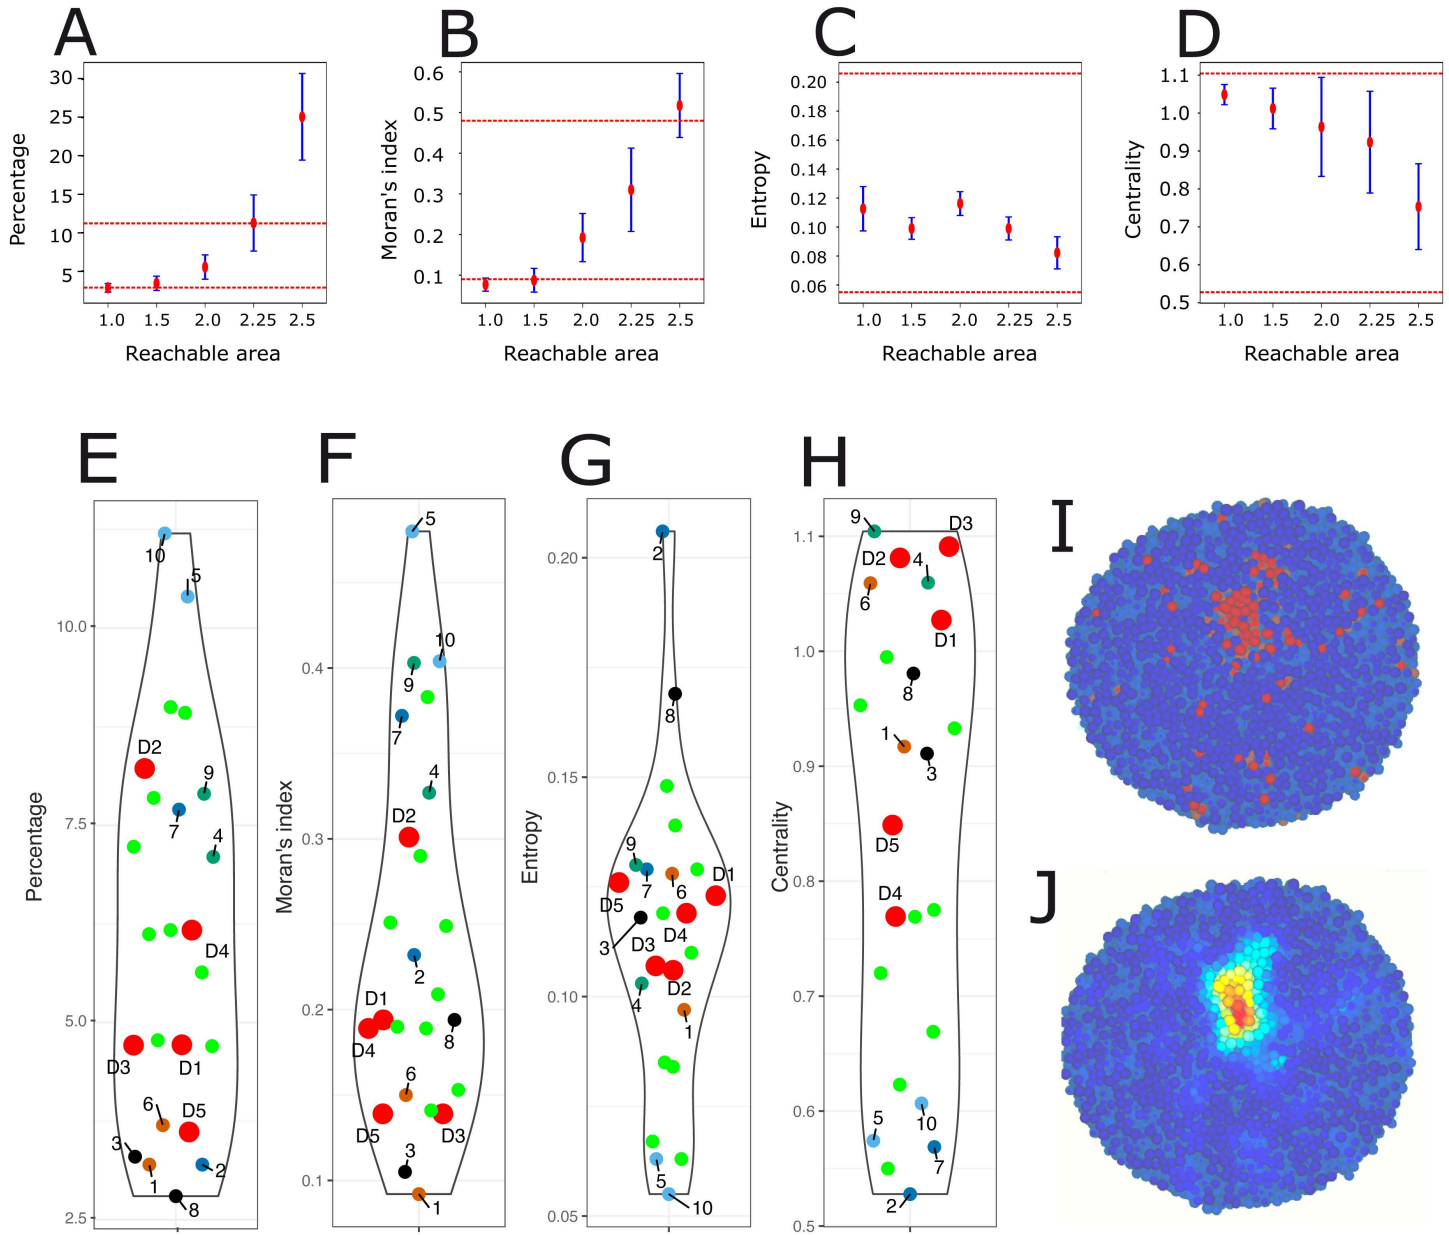 A
B
C
D
Percentage
30
25
20
15
10
5
1.0 1.5 2.0 2.25 2.5
Reachable area
Moran's index
0.6
0.5
0.4
0.3
0.2
0.1
1.0 1.5 2.0 2.25 2.5
Reachable area
Entropy
0.20
0.18
0.16
0.14
0.12
0.10
0.08
0.06
1.0 1.5 2.0 2.25 2.5
Reachable area
Centrality
1.1
1.0
0.9
0.8
0.7
0.6
0.5
1.0 1.5 2.0 2.25 2.5
Reachable area
E
Percentage
10.0
7.5
5.0
2.5
10
5
D2
9
7
4
D4
D3
D1
6
D5
3
1
2
8
F
Moran's index
0.4
0.3
0.2
0.1
5
10
9
7
4
D2
2
D1
D4
8
6
D5
D3
3
1
G
Entropy
0.20
0.15
0.10
0.05
2
8
9
7
6
D1
D5
3
D3
D4
D2
4
1
5
10
H
Centrality
1.1
1.0
0.9
0.8
0.7
0.6
0.5
9
D3
D2
4
6
D1
8
1
3
D5
D4
5
10
7
2
I
J